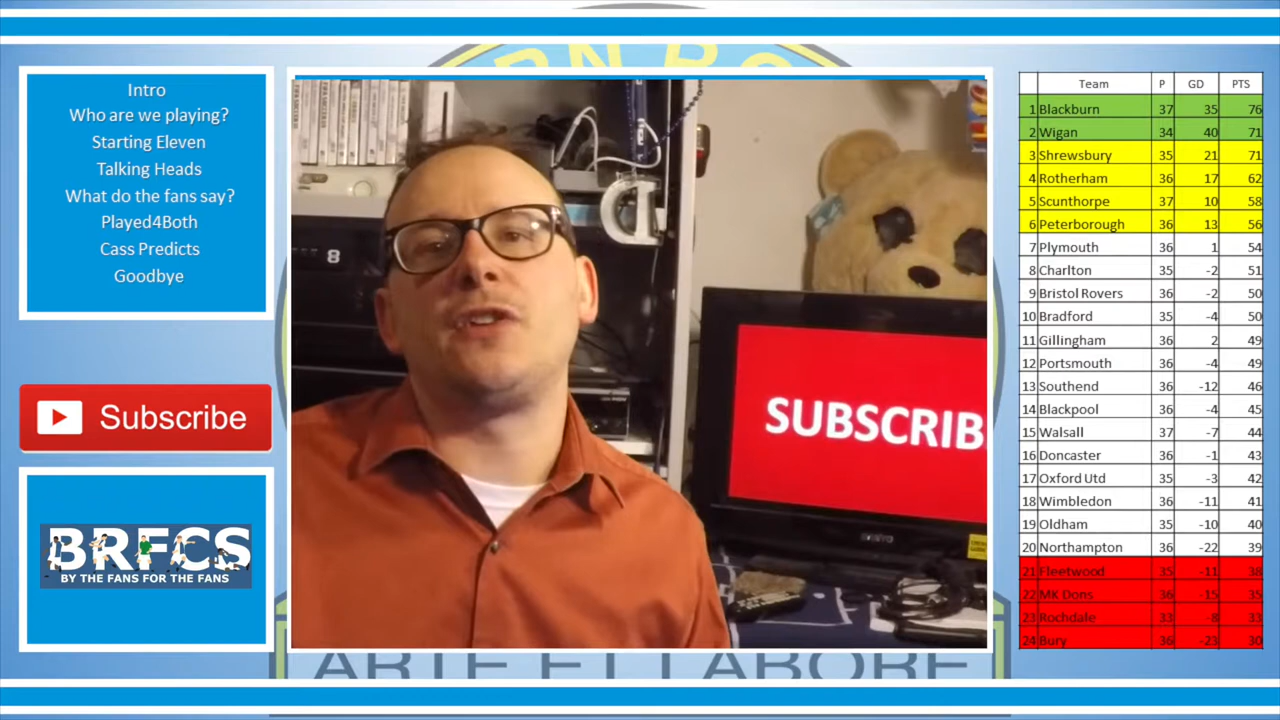 RN RO
Intro
Who are we playing?
Starting Eleven
Talking Heads
What do the fans say?
Played4Both
Cass Predicts
Goodbye
Subscribe
BRFCS
BY THE FANS FOR THE FANS
8
D
SUBSCRIB
SANYO
ARTE ET LABORE
Team P GD PTS
1 Blackburn 37 35 76
2 Wigan 34 40 71
3 Shrewsbury 35 21 71
4 Rotherham 36 17 62
5 Scunthorpe 37 10 58
6 Peterborough 36 13 56
7 Plymouth 36 1 54
8 Charlton 35 -2 51
9 Bristol Rovers 36 -2 50
10 Bradford 35 -4 50
11 Gillingham 36 2 49
12 Portsmouth 36 -4 49
13 Southend 36 -12 46
14 Blackpool 36 -4 45
15 Walsall 37 -7 44
16 Doncaster 36 -1 43
17 Oxford Utd 35 -3 42
18 Wimbledon 36 -11 41
19 Oldham 35 -10 40
20 Northampton 36 -22 39
21 Fleetwood 35 -11 38
22 MK Dons 36 -15 35
23 Rochdale 33 -8 33
24 Bury 36 -23 30